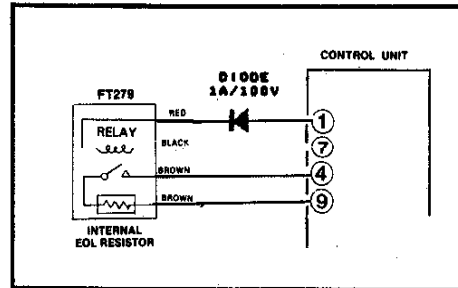 CONTROL UNIT
DIODE
1A/100V
FT279
RED
1
RELAY
BLACK
7
BROWN
4
BROWN
9
INTERNAL
EOL RESISTOR